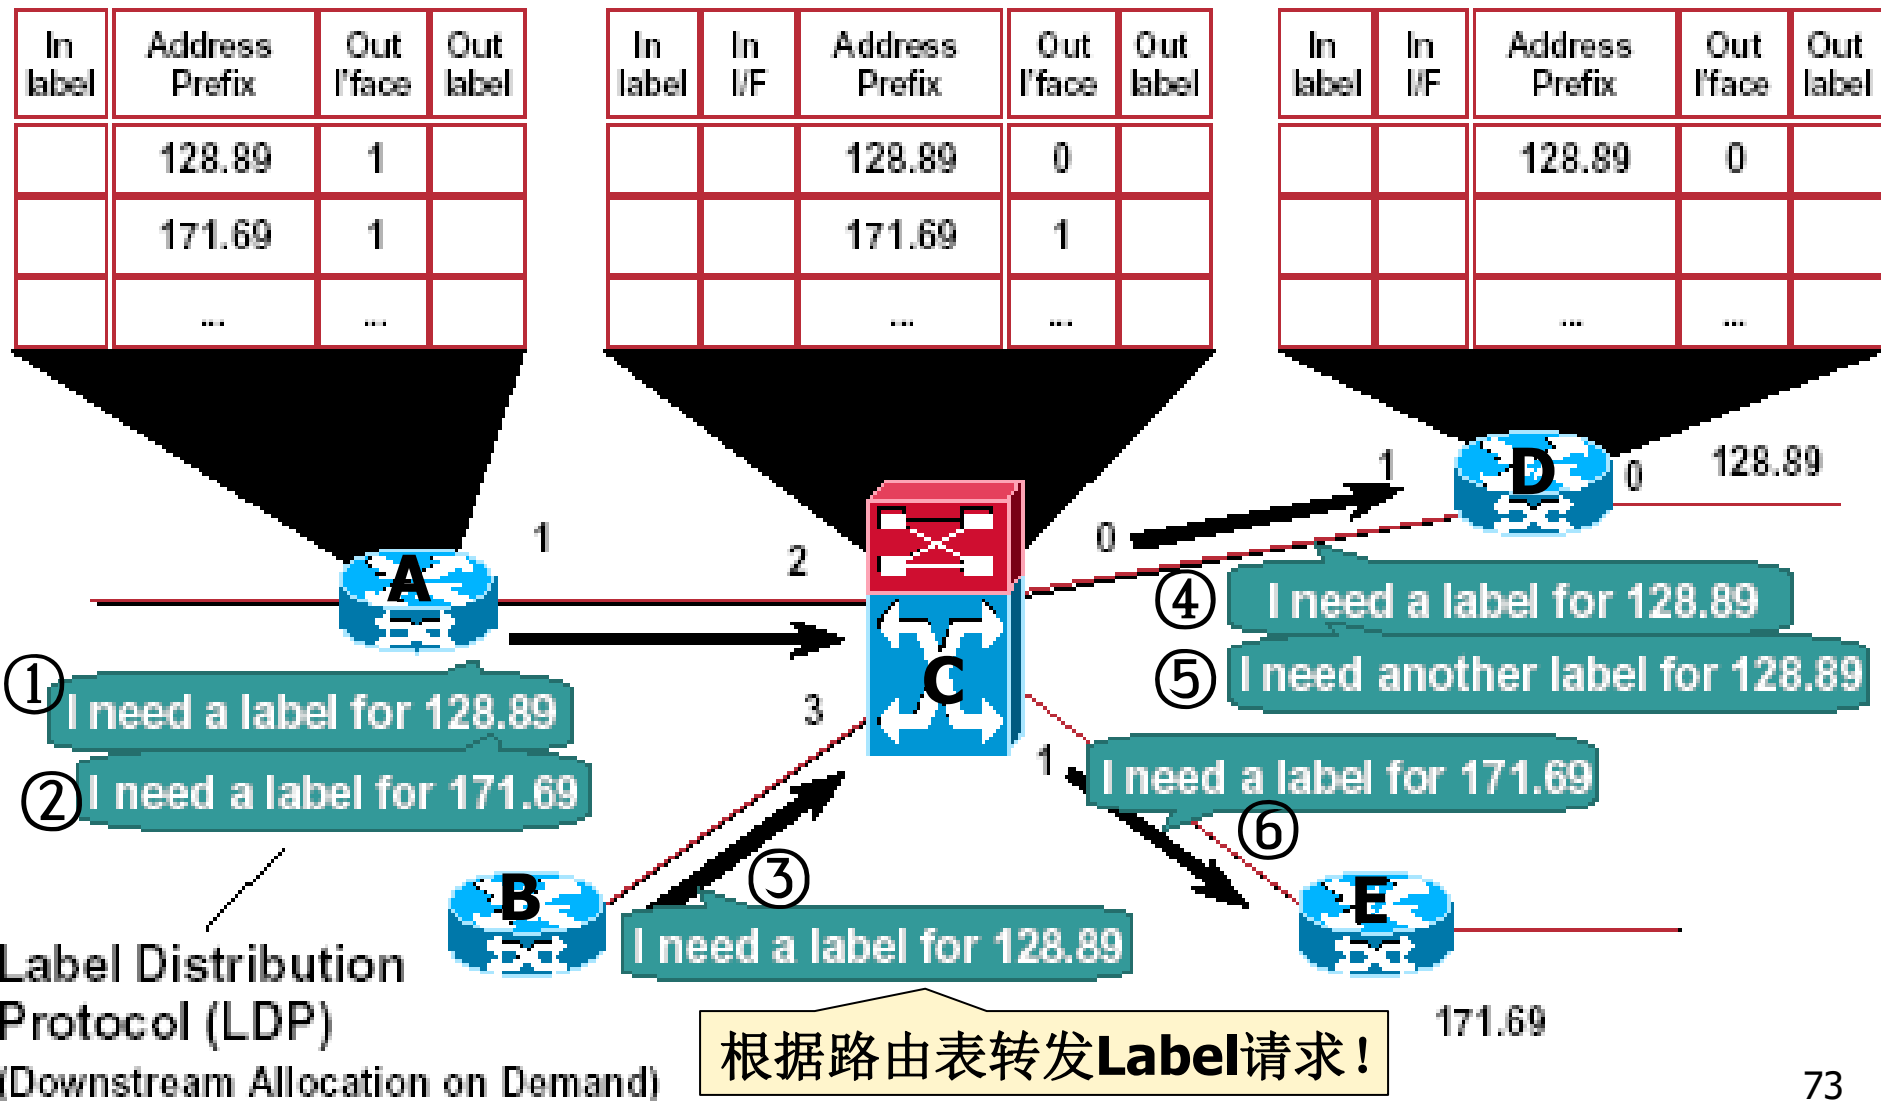 In label Address Prefix Out I'face Out label
128.89 1
171.69 1
... ...
In label In I/F Address Prefix Out I'face Out label
128.89 0
171.69 1
... ...
In label In I/F Address Prefix Out I'face Out label
128.89 0
... ...
A
1
2
C
0
1
D
0
128.89
① I need a label for 128.89
② I need a label for 171.69
3
B
③ I need a label for 128.89
④ I need a label for 128.89
⑤ I need another label for 128.89
1
I need a label for 171.69
⑥
E
171.69
Label Distribution
Protocol (LDP)
(Downstream Allocation on Demand)
根据路由表转发Label请求!
73